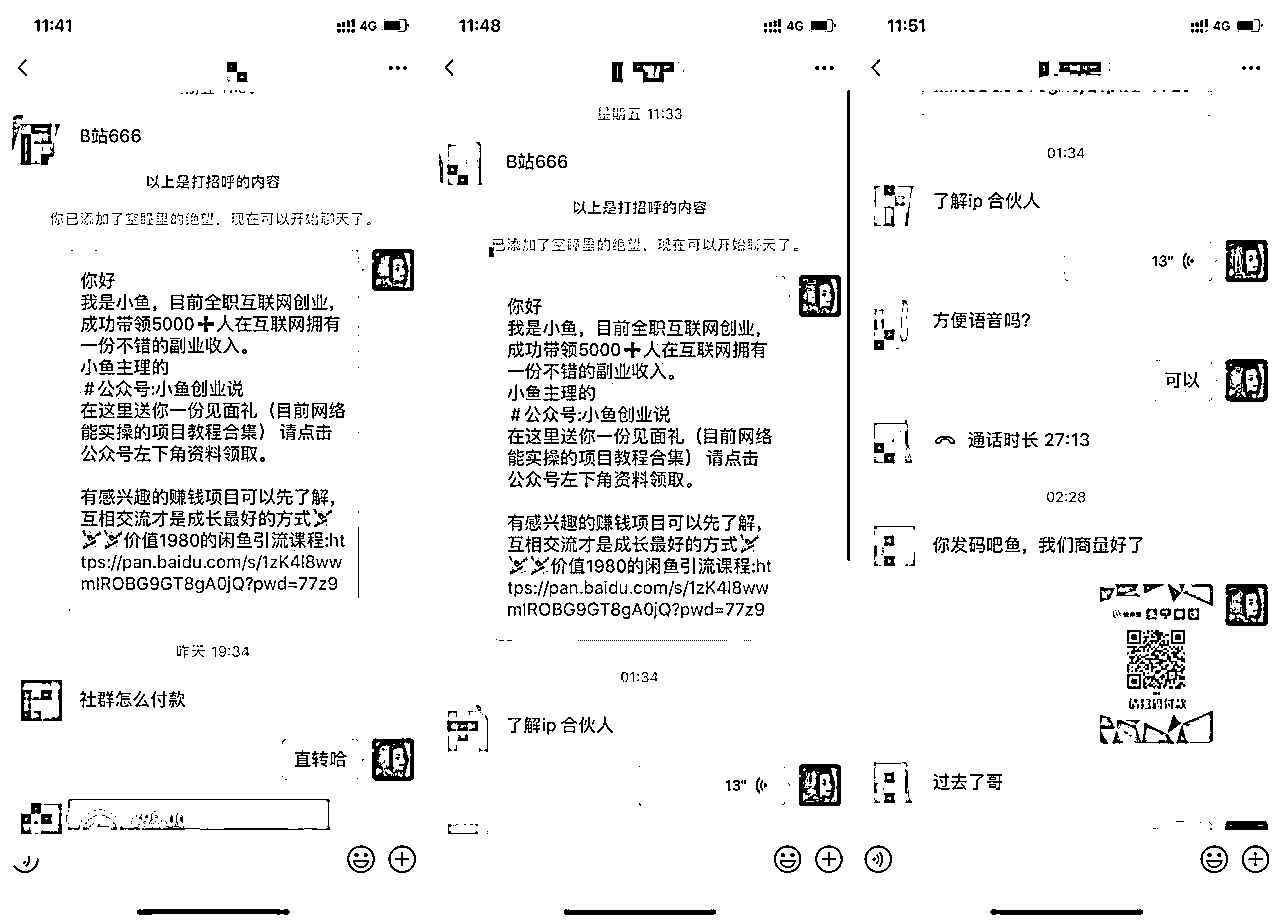 11:41
4G
B站666
以上是打招呼的内容
你已添加了空眸里的绝望，现在可以开始聊天了。
你好
我是小鱼，目前全职互联网创业，
成功带领5000➕人在互联网拥有
一份不错的副业收入。
小鱼主理的
#公众号:小鱼创业说
在这里送你一份见面礼（目前网络
能实操的项目教程合集） 请点击
公众号左下角资料领取。
有感兴趣的赚钱项目可以先了解，
互相交流才是成长最好的方式
价值1980的闲鱼引流课程:ht
tps://pan.baidu.com/s/1zK4I8ww
mIROBG9GT8gA0jQ?pwd=77z9
昨天 19:34
社群怎么付款
直转哈
11:48
4G
星期五 11:33
B站666
以上是打招呼的内容
已添加了空眸里的绝望，现在可以开始聊天了。
你好
我是小鱼，目前全职互联网创业，
成功带领5000➕人在互联网拥有
一份不错的副业收入。
小鱼主理的
#公众号:小鱼创业说
在这里送你一份见面礼（目前网络
能实操的项目教程合集） 请点击
公众号左下角资料领取。
有感兴趣的赚钱项目可以先了解，
互相交流才是成长最好的方式
价值1980的闲鱼引流课程:ht
tps://pan.baidu.com/s/1zK4I8ww
mIROBG9GT8gA0jQ?pwd=77z9
01:34
了解ip 合伙人
13"
11:51
4G
01:34
了解ip 合伙人
13"
方便语音吗?
可以
通话时长 27:13
02:28
你发码吧鱼，我们商量好了
请扫码付款
过去了哥